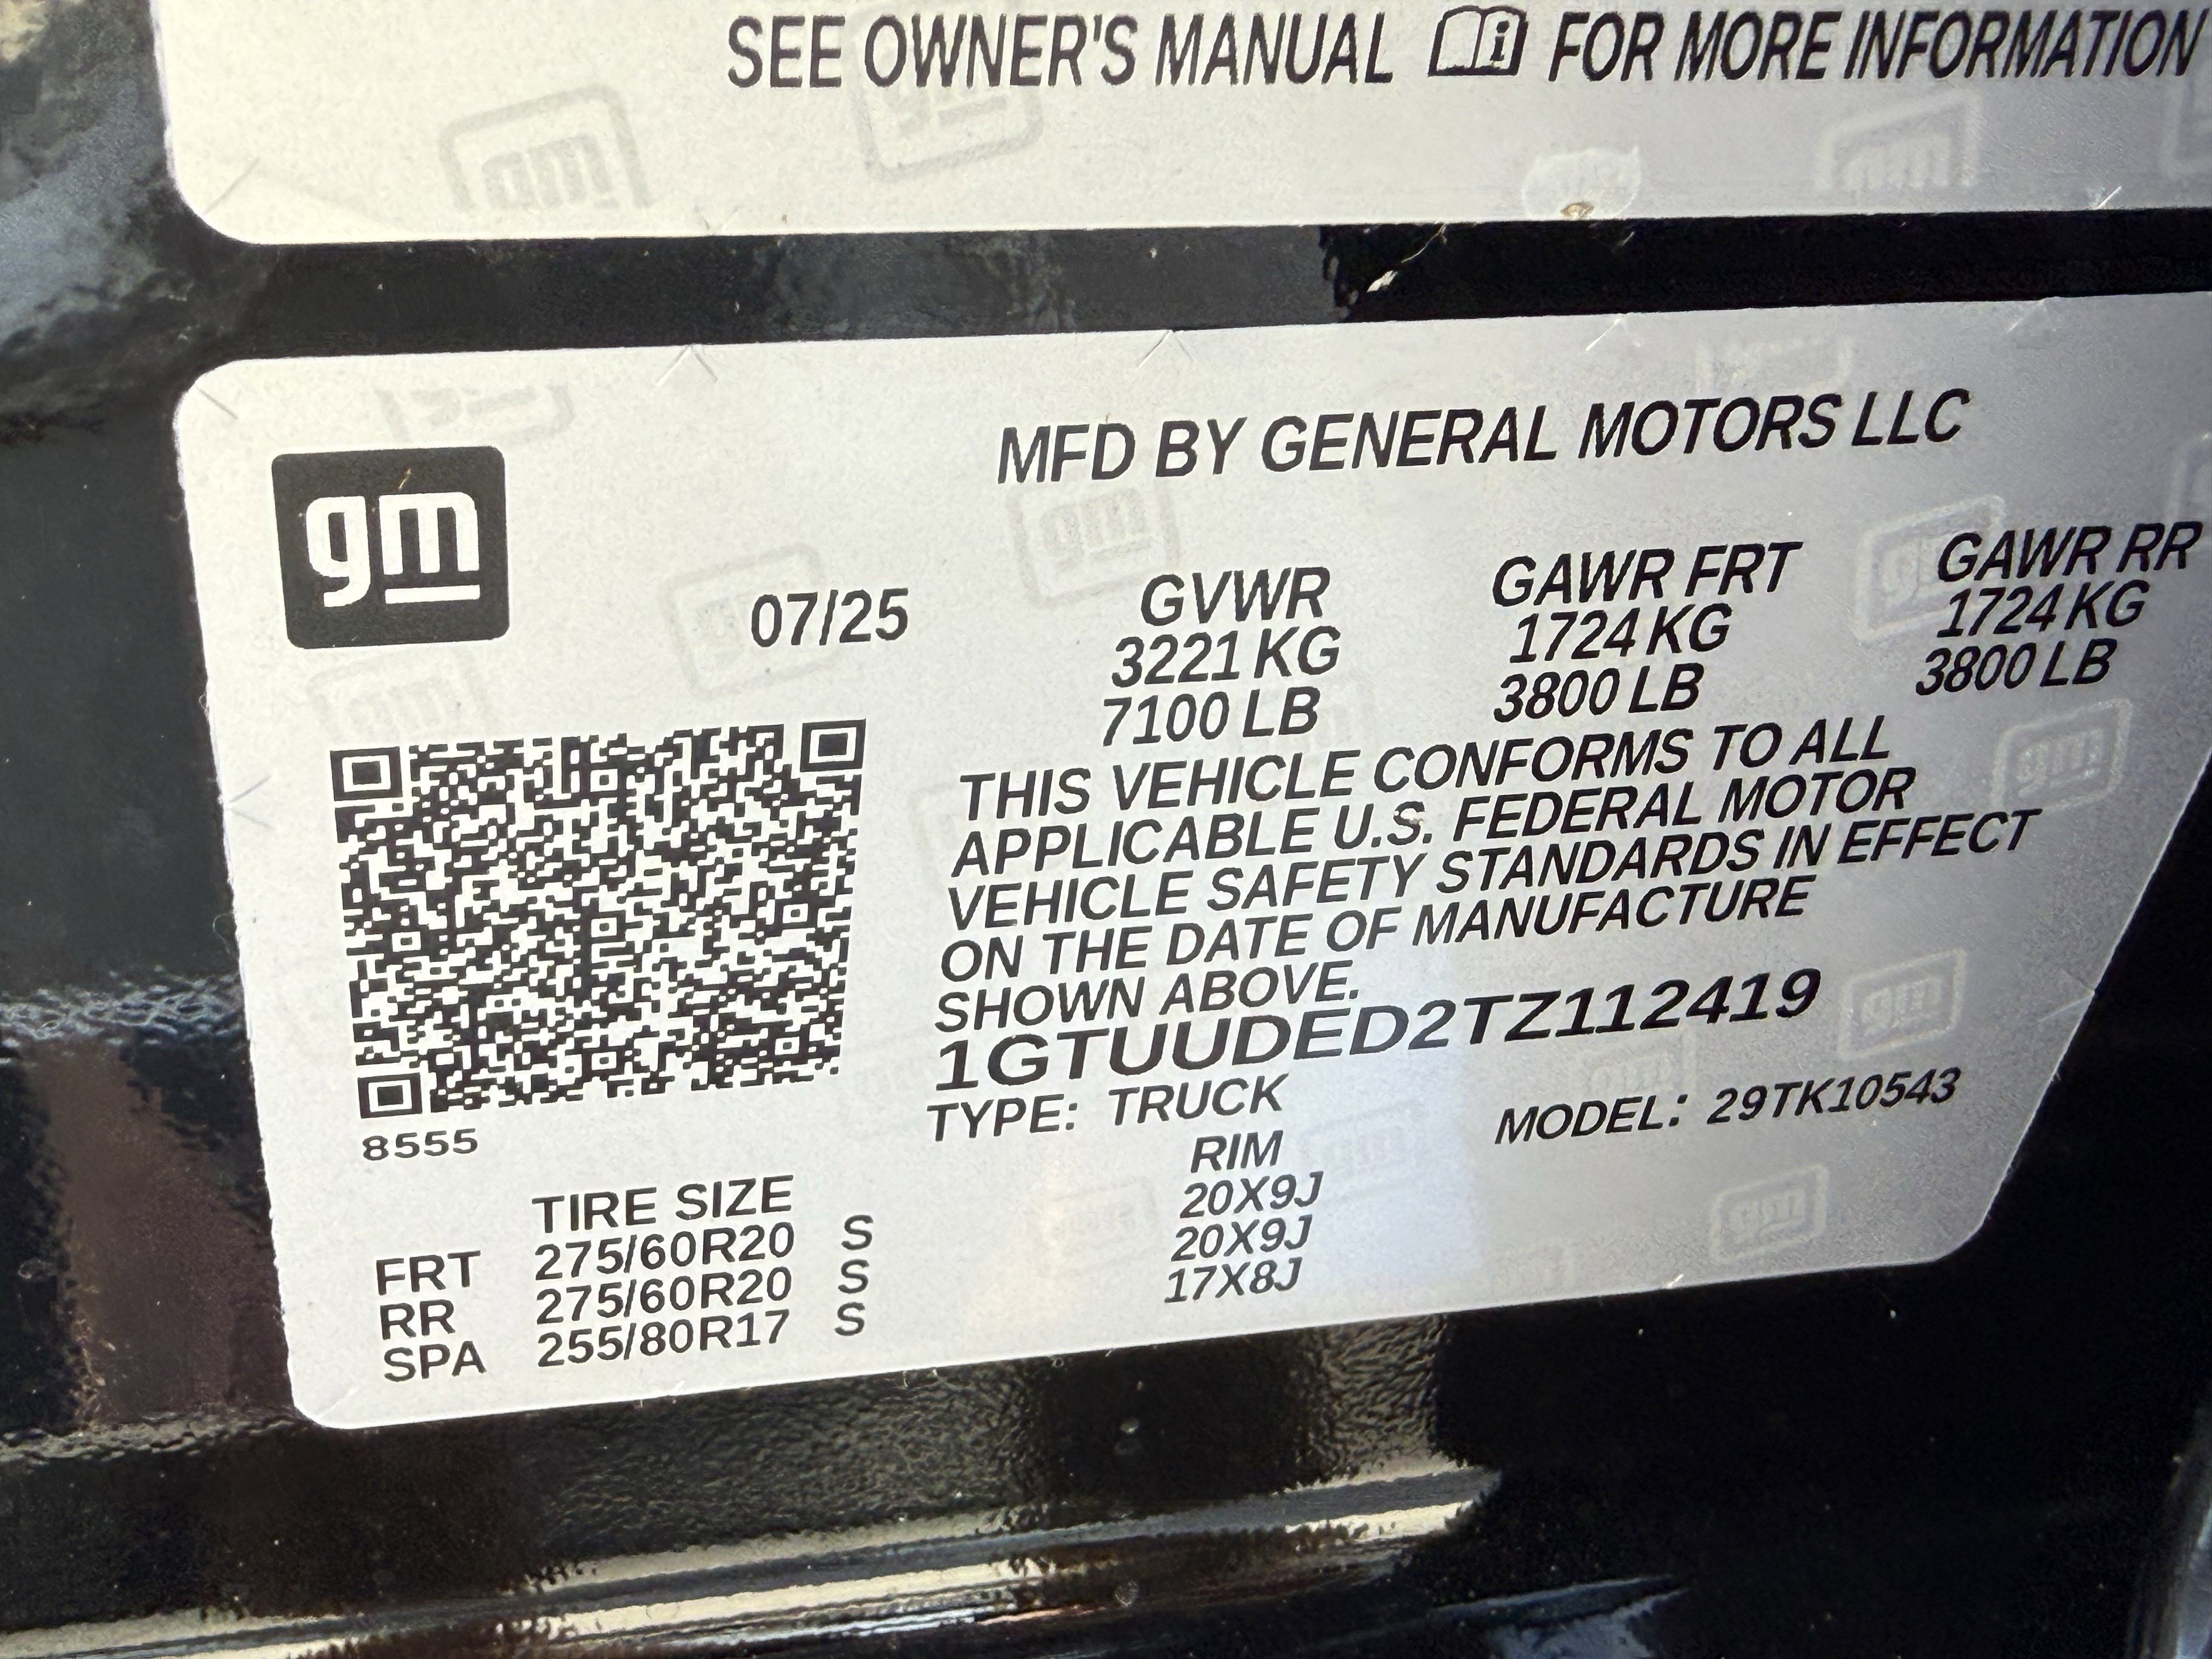 SEE OWNER'S MANUAL FOR MORE INFORMATION
MFD BY GENERAL MOTORS LLC
gm
07/25
GVWR GAWR FRT GAWR RR
3221 KG 1724 KG 1724 KG
7100 LB 3800 LB 3800 LB
THIS VEHICLE CONFORMS TO ALL
APPLICABLE U.S. FEDERAL MOTOR
VEHICLE SAFETY STANDARDS IN EFFECT
ON THE DATE OF MANUFACTURE
SHOWN ABOVE.
1GTUUDED2TZ112419
TYPE: TRUCK MODEL: 29TK10543
8555
TIRE SIZE RIM
FRT 275/60R20 S 20X9J
RR 275/60R20 S 20X9J
SPA 255/80R17 S 17X8J